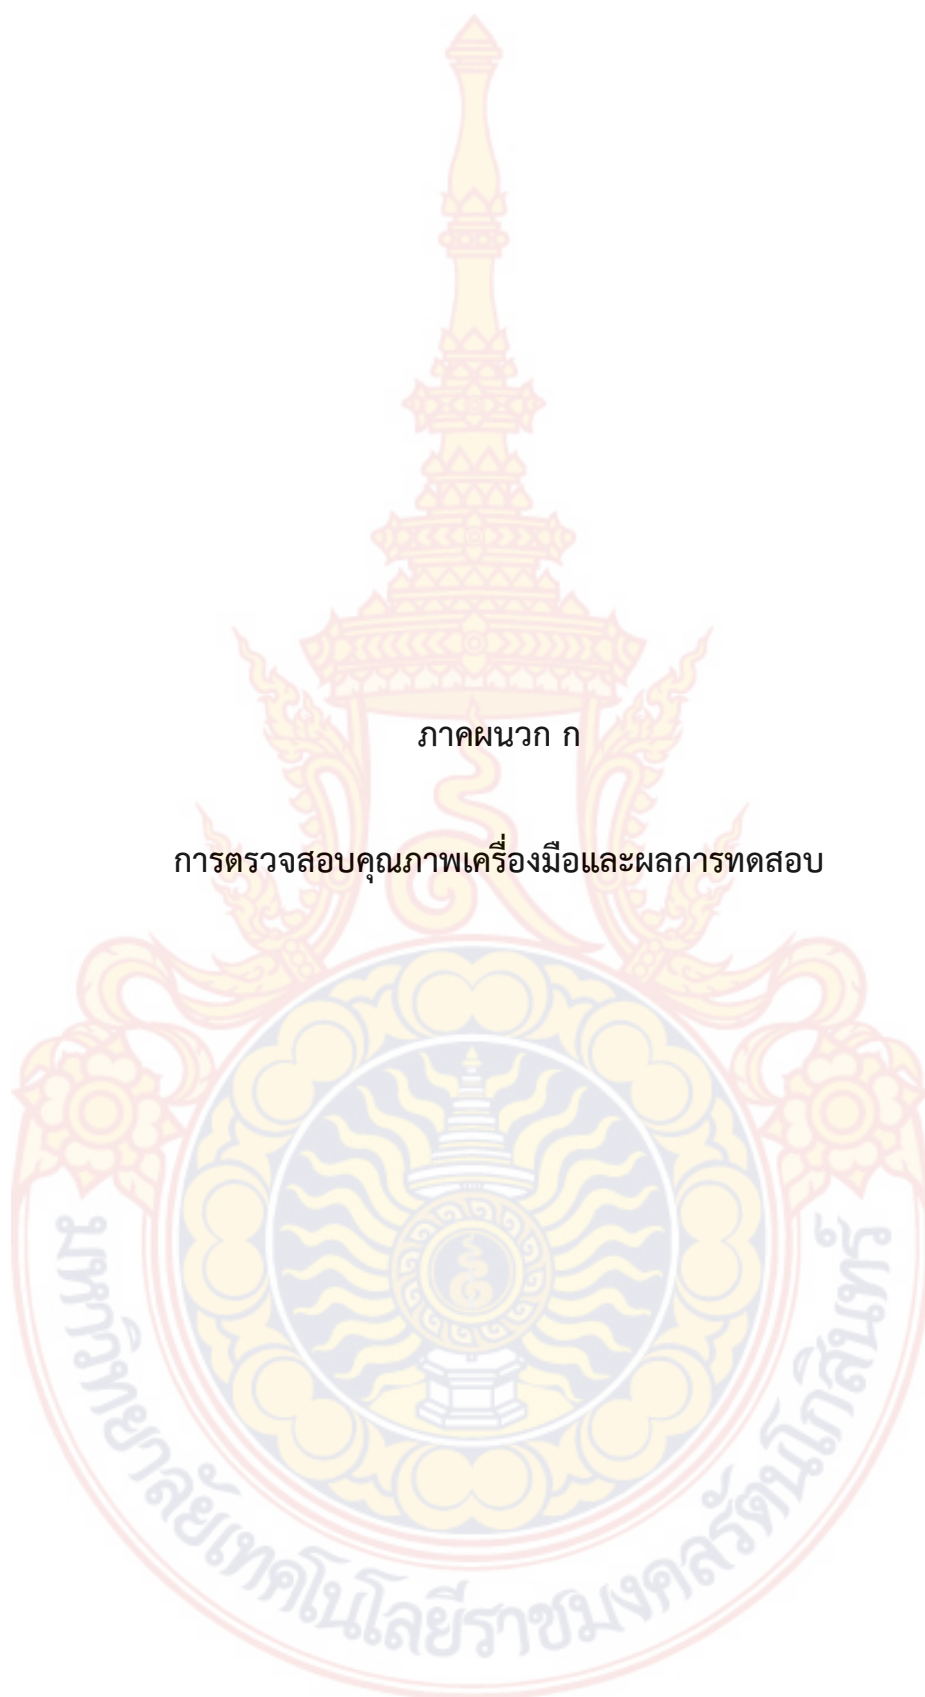 ภาคผนวก ก
การตรวจสอบคุณภาพเครื่องมือและผลการทดสอบ
มหาวิทยาลัยเทคโนโลยีราชมงคลรัตนโกสินทร์